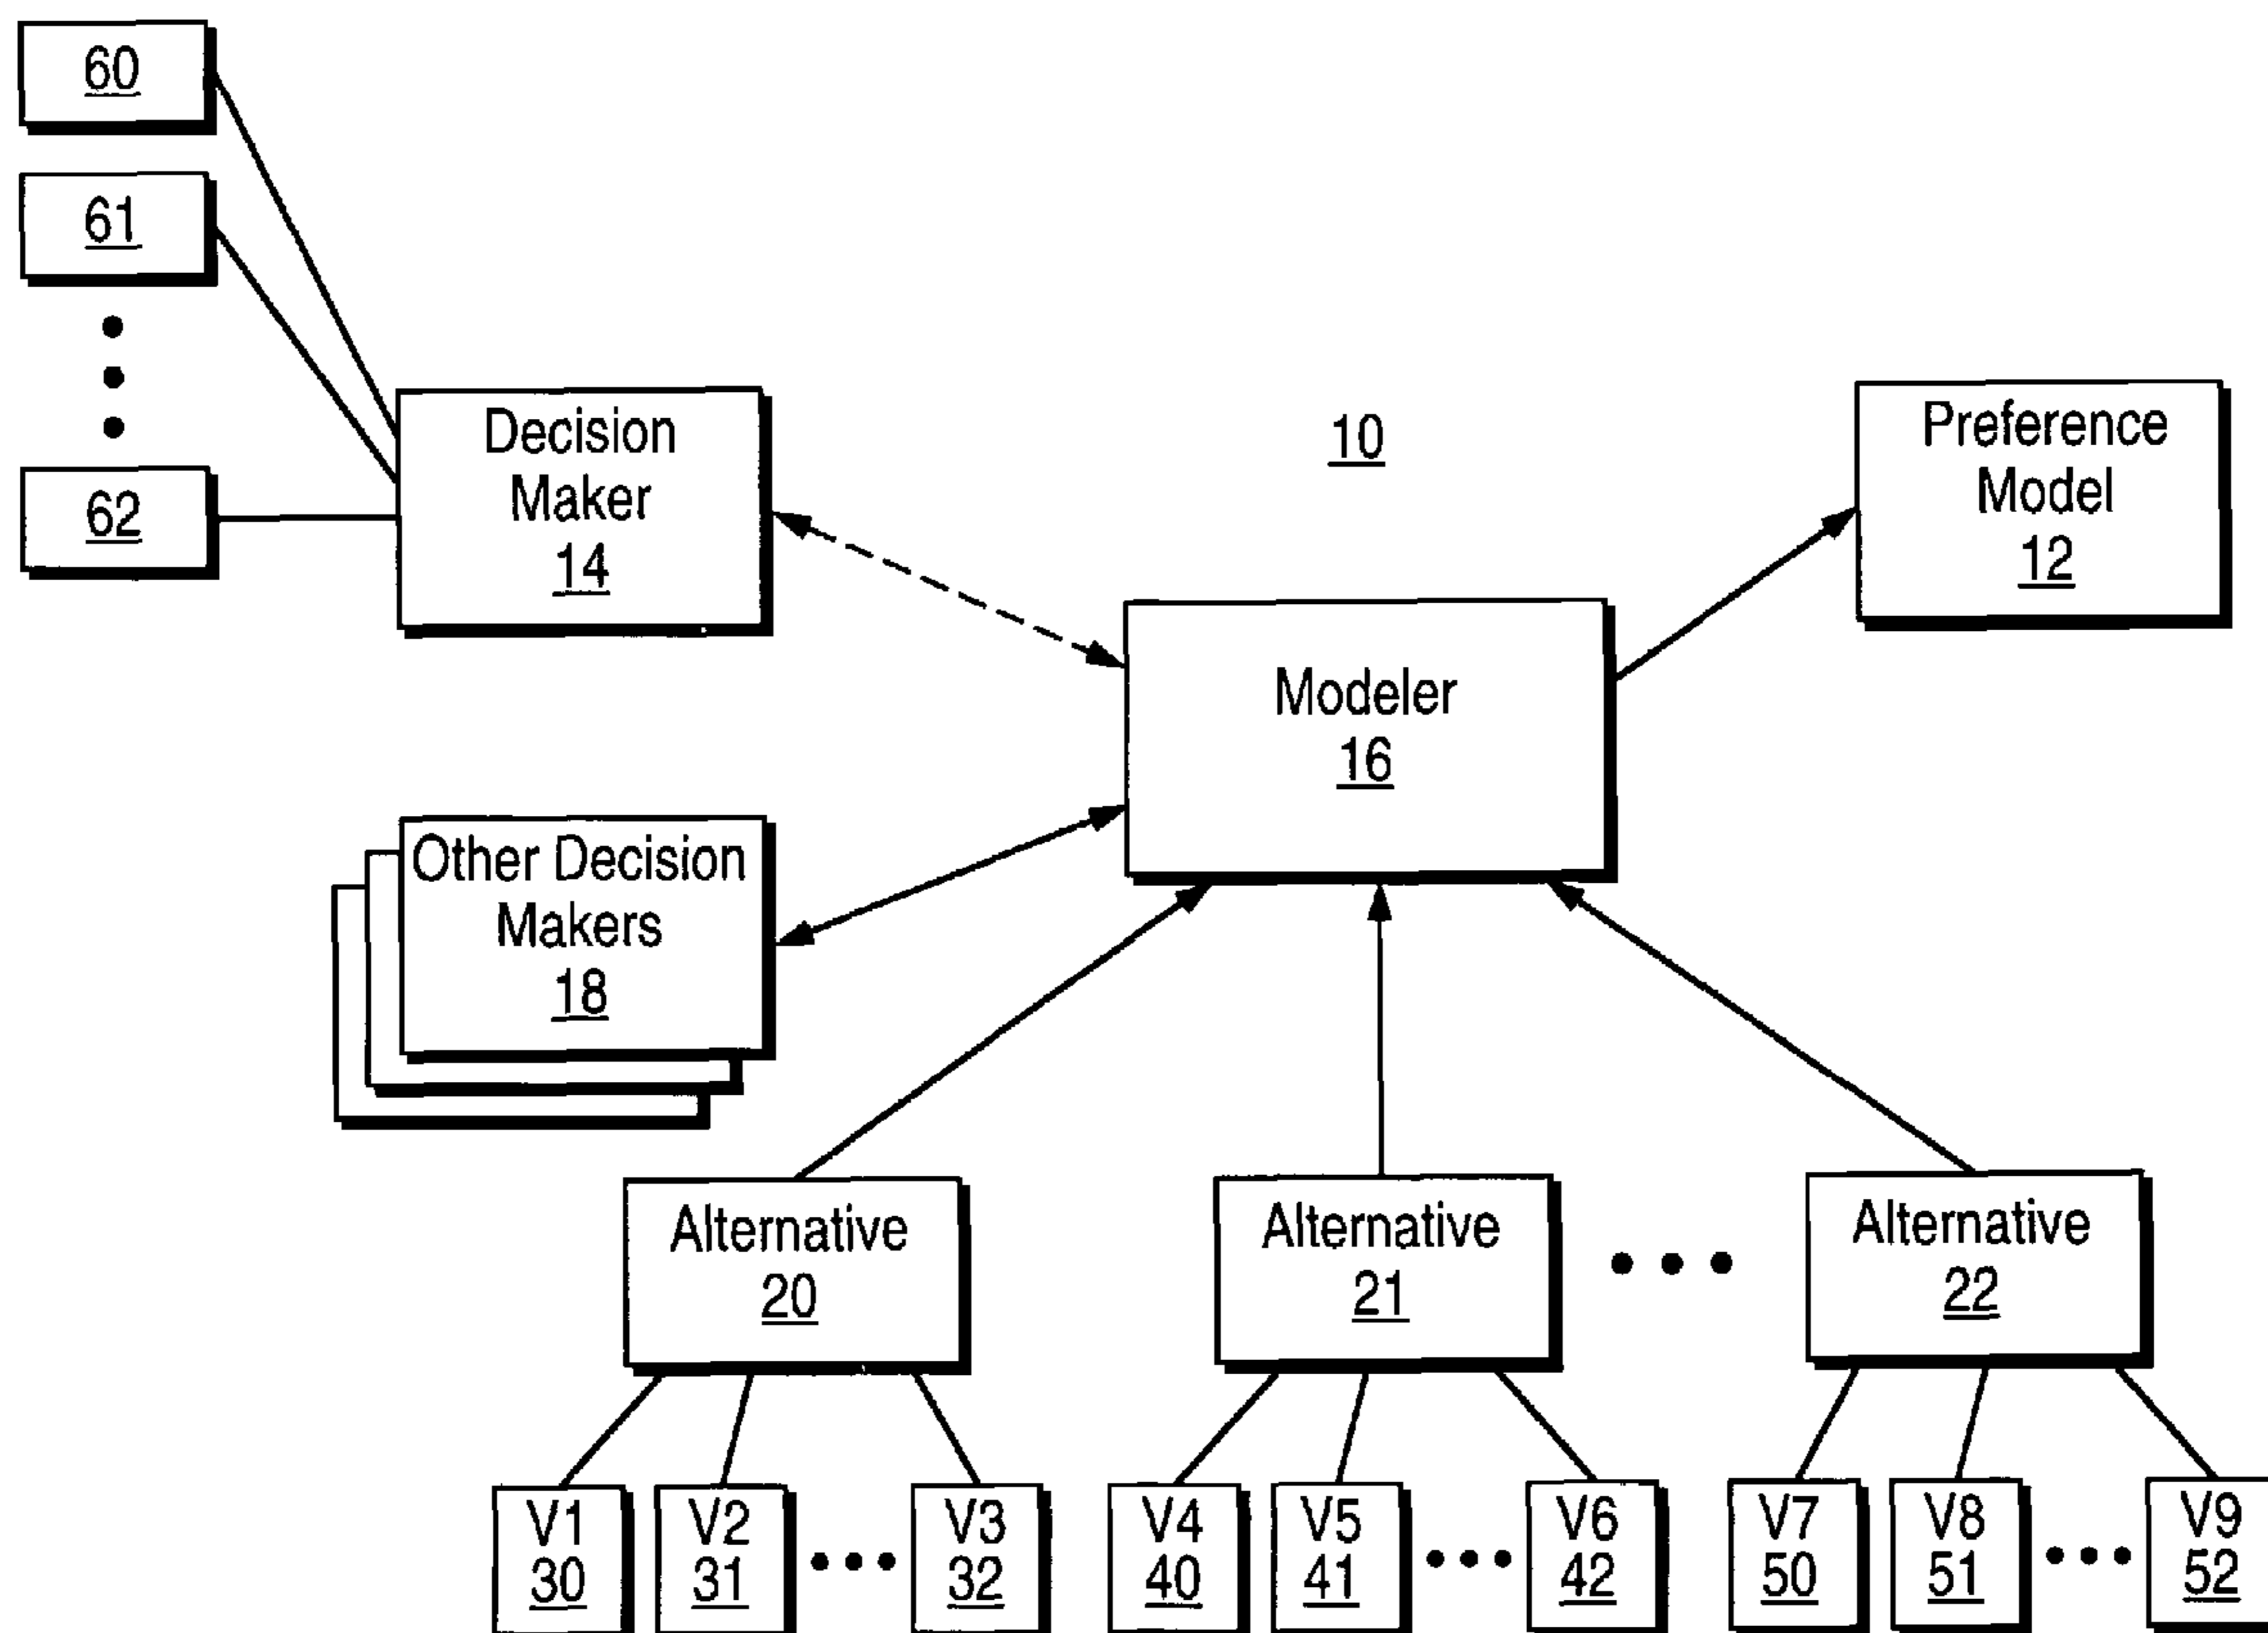 60
61
62
Decision
Maker
14
10
Preference
Model
12
Modeler
16
Other Decision
Makers
18
Alternative
20
Alternative
21
Alternative
22
V1
30
V2
31
V3
32
V4
40
V5
41
V6
42
V7
50
V8
51
V9
52